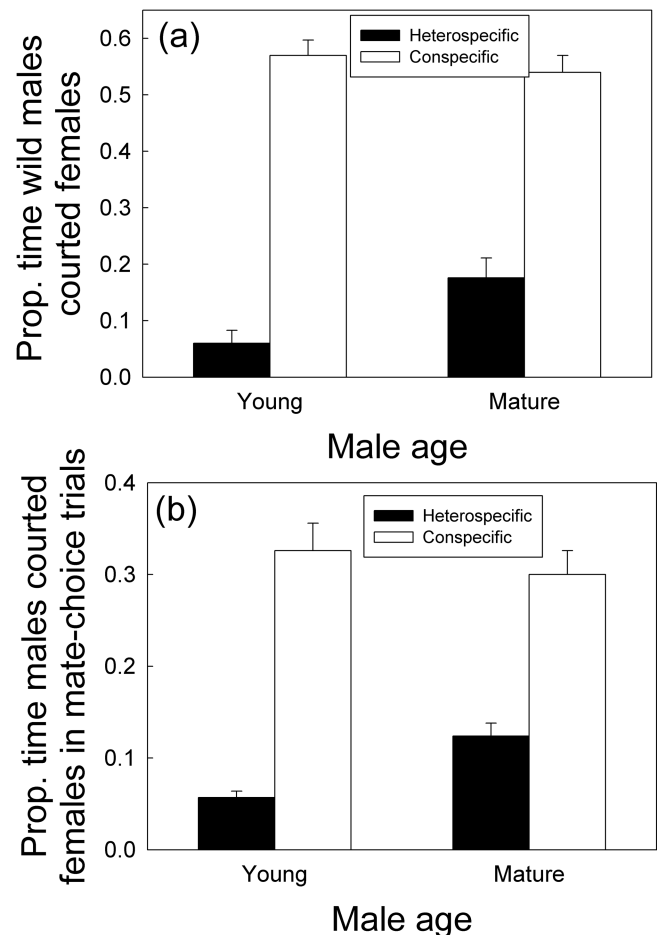 (a)
Heterospecific
Conspecific
Prop. time wild males
courted females
0.6
0.5
0.4
0.3
0.2
0.1
0.0
Young
Mature
Male age
(b)
Heterospecific
Conspecific
Prop. time males courted
females in mate-choice trials
0.4
0.3
0.2
0.1
0.0
Young
Mature
Male age